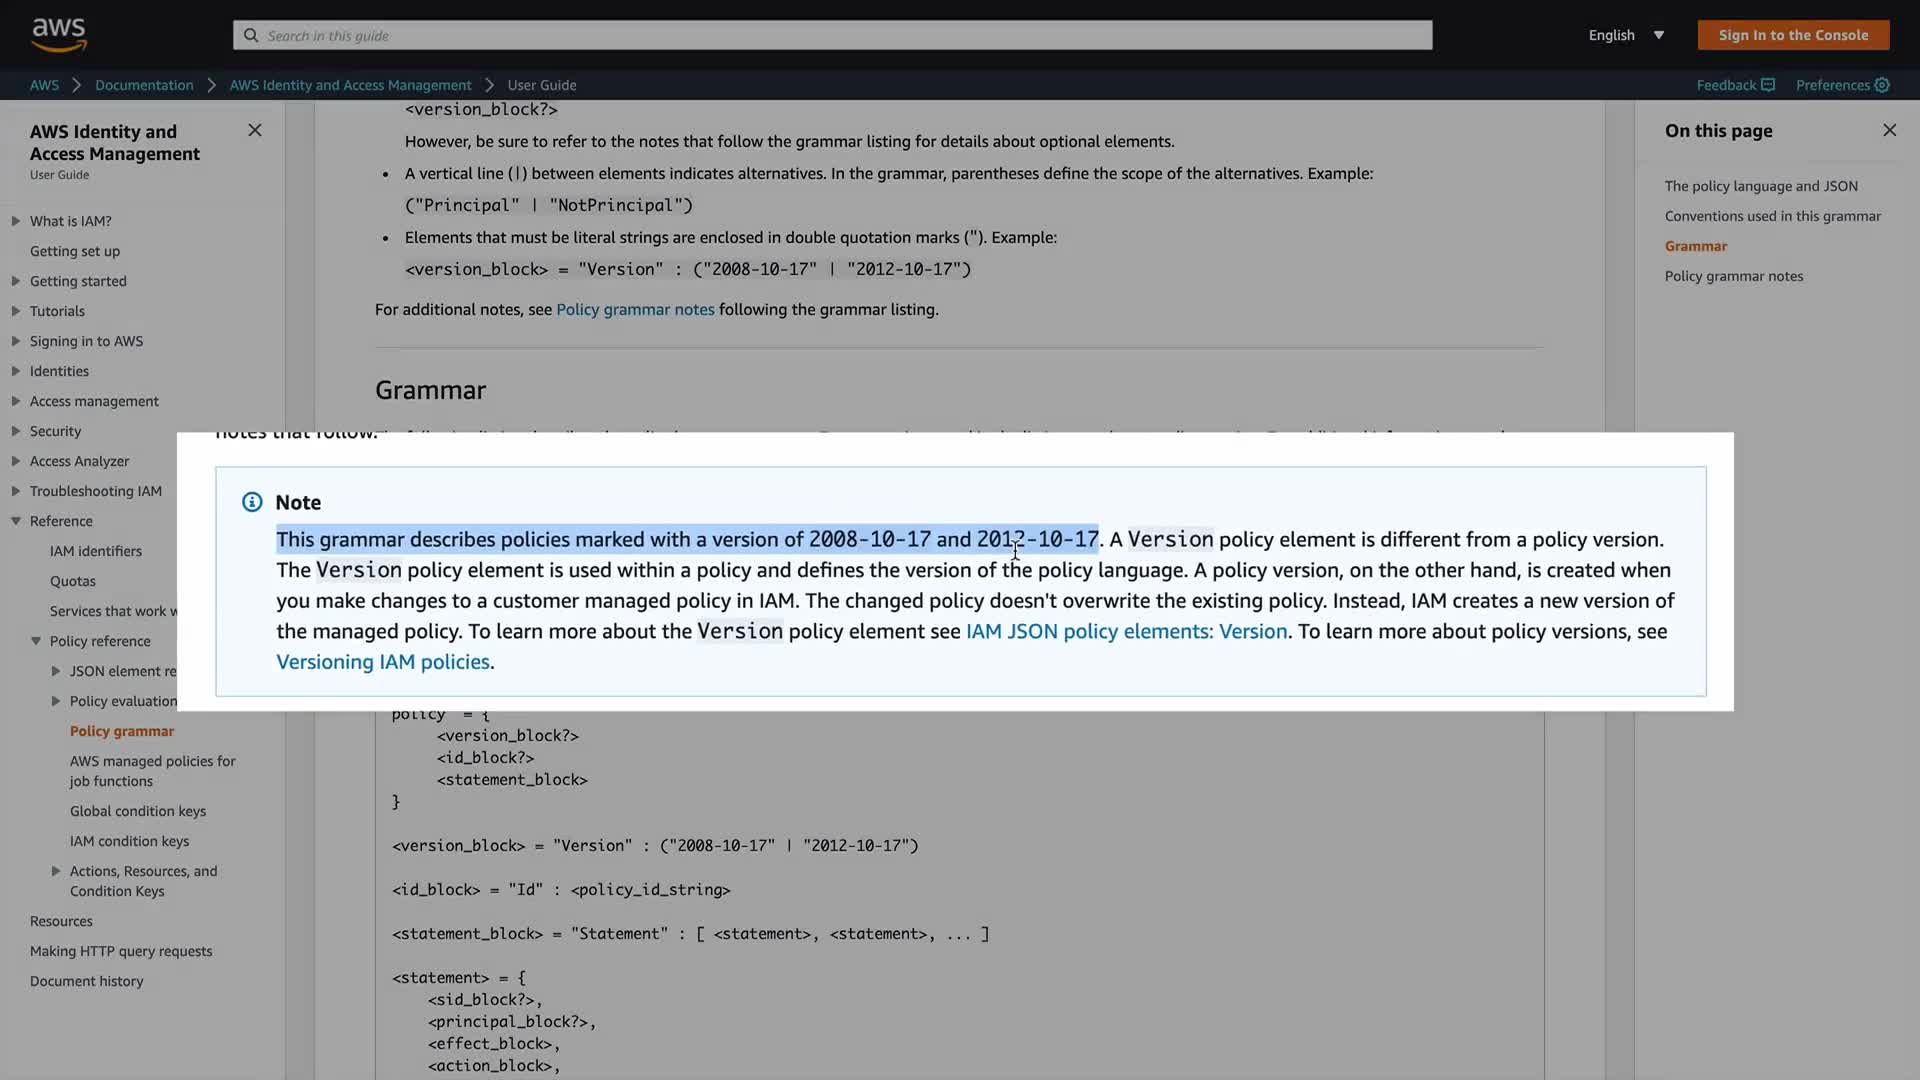 aws
Search in this guide
English
Sign In to the Console
AWS
Documentation
AWS Identity and Access Management
User Guide
Feedback
Preferences
AWS Identity and
Access Management
User Guide
What is IAM?
Getting set up
Getting started
Tutorials
Signing in to AWS
Identities
Access management
Security
Access Analyzer
Troubleshooting IAM
Reference
IAM identifiers
Quotas
Services that work
Policy reference
JSON element
Policy evaluation
Policy grammar
AWS managed policies for
job functions
Global condition keys
IAM condition keys
Actions, Resources, and
Condition Keys
Resources
Making HTTP query requests
Document history
<version_block?>
However, be sure to refer to the notes that follow the grammar listing for details about optional elements.
• A vertical line (|) between elements indicates alternatives. In the grammar, parentheses define the scope of the alternatives. Example:
("Principal" | "NotPrincipal")
• Elements that must be literal strings are enclosed in double quotation marks ("). Example:
<version_block> = "Version" : ("2008-10-17" | "2012-10-17")
For additional notes, see Policy grammar notes following the grammar listing.
Grammar
notes that follow.
Note
This grammar describes policies marked with a version of 2008-10-17 and 2012-10-17. A Version policy element is different from a policy version.
The Version policy element is used within a policy and defines the version of the policy language. A policy version, on the other hand, is created when
you make changes to a customer managed policy in IAM. The changed policy doesn't overwrite the existing policy. Instead, IAM creates a new version of
the managed policy. To learn more about the Version policy element see IAM JSON policy elements: Version. To learn more about policy versions, see
Versioning IAM policies.
policy = {
<version_block?>
<id_block?>
<statement_block>
}
<version_block> = "Version" : ("2008-10-17" | "2012-10-17")
<id_block> = "Id" : <policy_id_string>
<statement_block> = "Statement" : [ <statement>, <statement>, ... ]
<statement> = {
<sid_block?>,
<principal_block?>,
<effect_block>,
<action_block>,
On this page
The policy language and JSON
Conventions used in this grammar
Grammar
Policy grammar notes